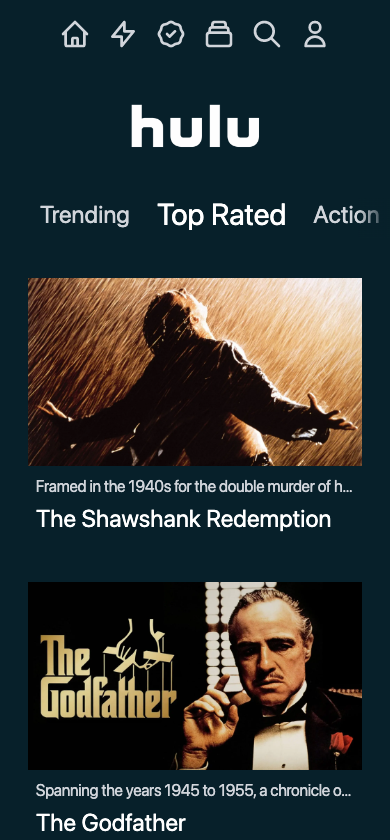 hulu
Trending Top Rated Action
Framed in the 1940s for the double murder of h...
The Shawshank Redemption
The
Godfather
Spanning the years 1945 to 1955, a chronicle o...
The Godfather